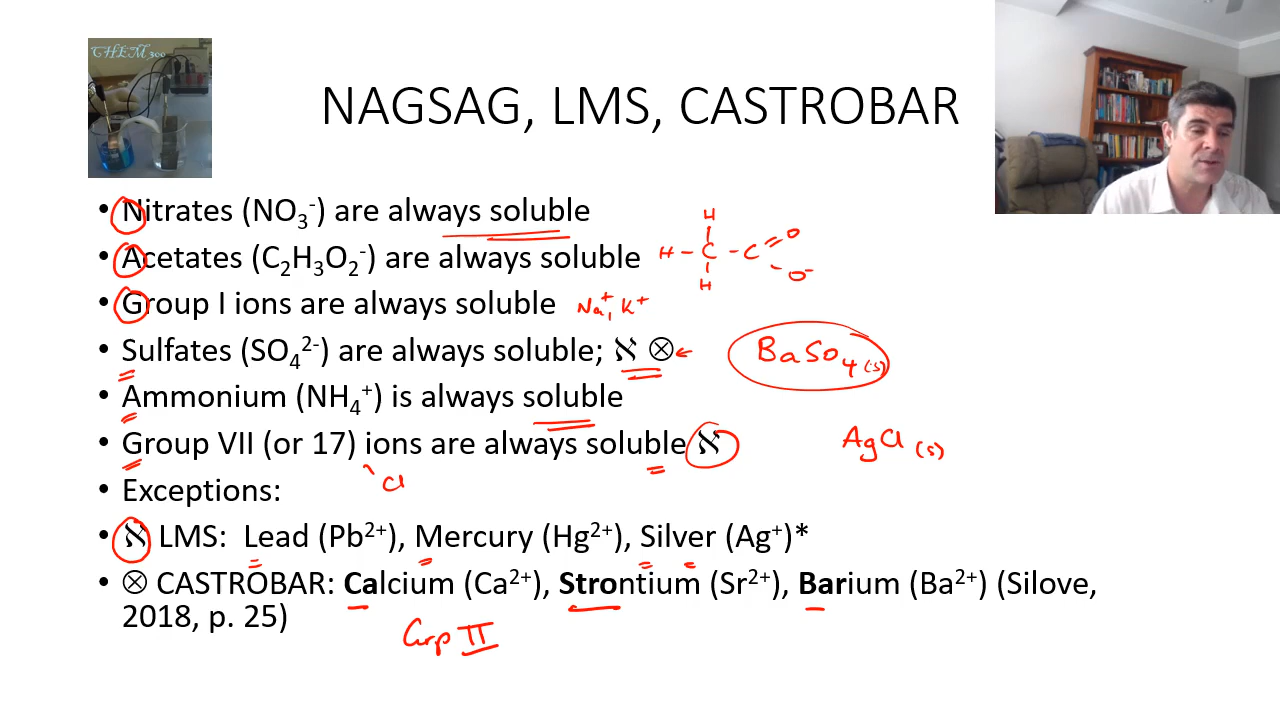 CHEM300
NAGSAG, LMS, CASTROBAR
• Nitrates (NO₃⁻) are always soluble
• Acetates (C₂H₃O₂⁻) are always soluble
H
H – C – C = O
H
O⁻
• Group I ions are always soluble Na⁺, K⁺
• Sulfates (SO₄²⁻) are always soluble; ℵ ⊗ ← BaSO₄(s)
• Ammonium (NH₄⁺) is always soluble
• Group VII (or 17) ions are always soluble ℵ AgCl (s)
Cl
• Exceptions:
• ℵ LMS: Lead (Pb²⁺), Mercury (Hg²⁺), Silver (Ag⁺)*
• ⊗ CASTROBAR: Calcium (Ca²⁺), Strontium (Sr²⁺), Barium (Ba²⁺) (Silove,
2018, p. 25)
Grp II